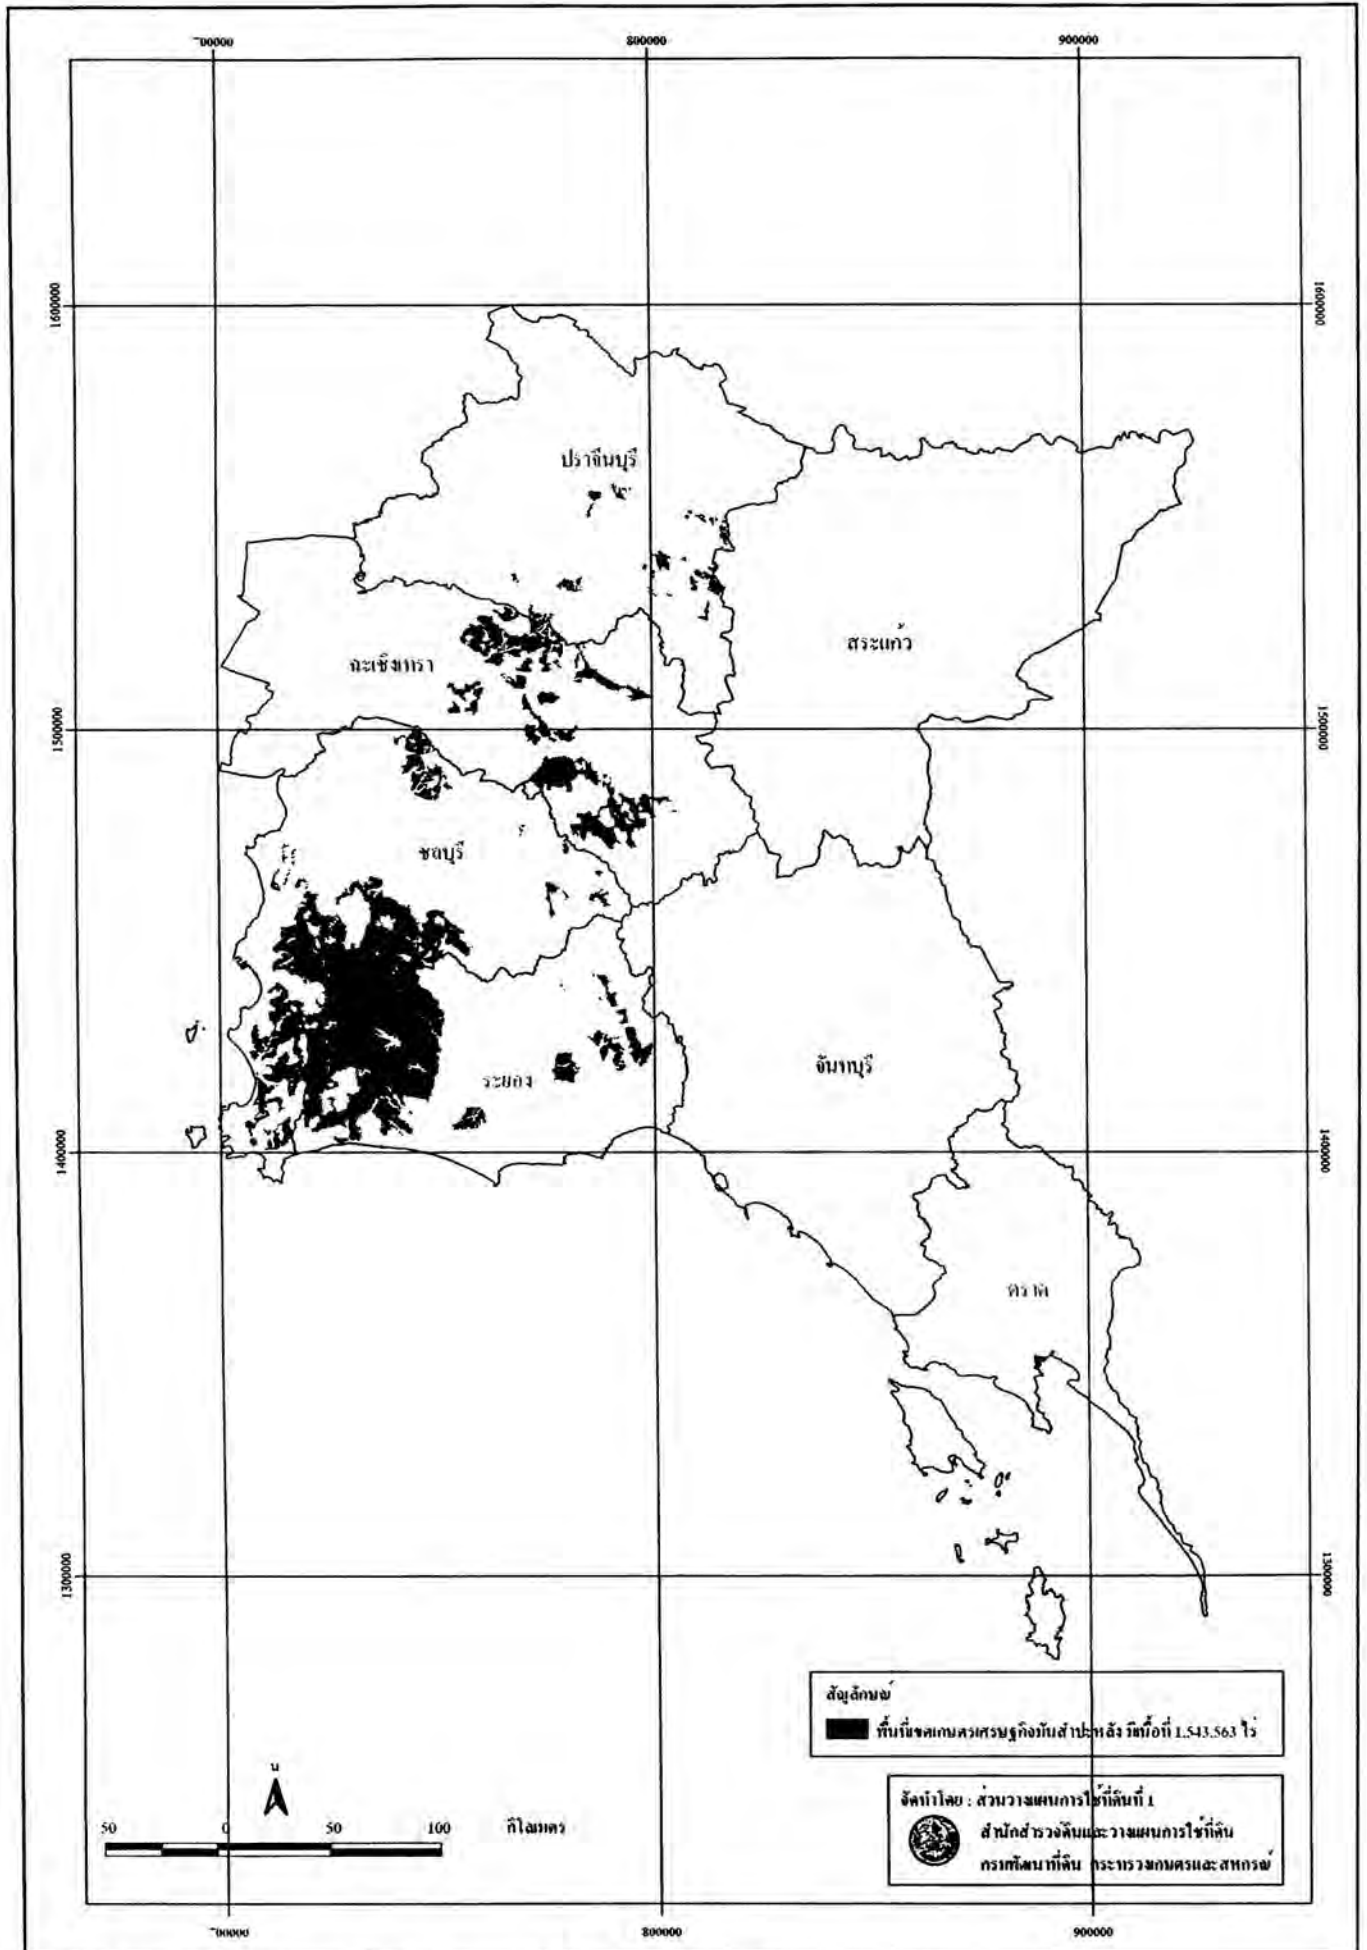 700000 800000 900000
1600000 1600000
ปราจีนบุรี
สระแก้ว
ฉะเชิงเทรา
1500000 1500000
ชลบุรี
จันทบุรี
ระยอง
1400000 1400000
ตราด
1300000 1300000
สัญลักษณ์
พื้นที่เขตเกษตรเศรษฐกิจมันสำปะหลัง มีเนื้อที่ 1,543,563 ไร่
น
50 0 50 100 กิโลเมตร
จัดทำโดย : ส่วนวางแผนการใช้ที่ดินที่ 1
สำนักสำรวจดินและวางแผนการใช้ที่ดิน
กรมพัฒนาที่ดิน กระทรวงเกษตรและสหกรณ์
700000 800000 900000